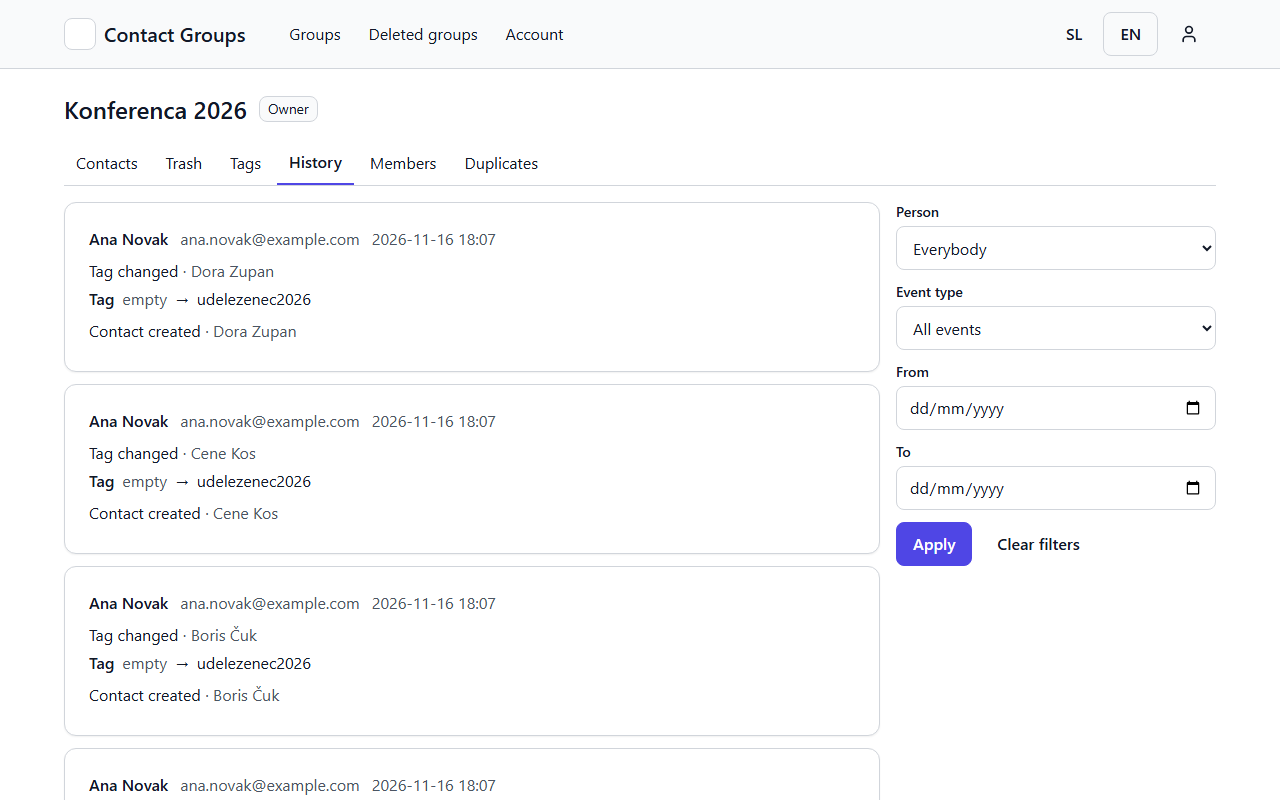 Contact Groups Groups Deleted groups Account SL EN
Konferenca 2026 Owner
Contacts Trash Tags History Members Duplicates
Ana Novak ana.novak@example.com 2026-11-16 18:07
Tag changed · Dora Zupan
Tag empty → udelezenec2026
Contact created · Dora Zupan
Ana Novak ana.novak@example.com 2026-11-16 18:07
Tag changed · Cene Kos
Tag empty → udelezenec2026
Contact created · Cene Kos
Ana Novak ana.novak@example.com 2026-11-16 18:07
Tag changed · Boris Čuk
Tag empty → udelezenec2026
Contact created · Boris Čuk
Ana Novak ana.novak@example.com 2026-11-16 18:07
Person
Everybody
Event type
All events
From
dd/mm/yyyy
To
dd/mm/yyyy
Apply Clear filters